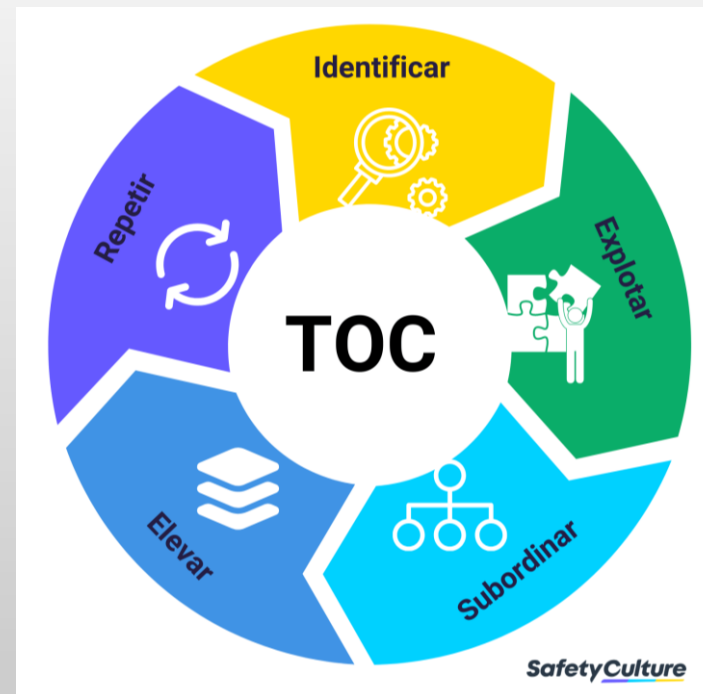 Identificar
Explotar
Subordinar
Elevar
Repetir
TOC
SafetyCulture